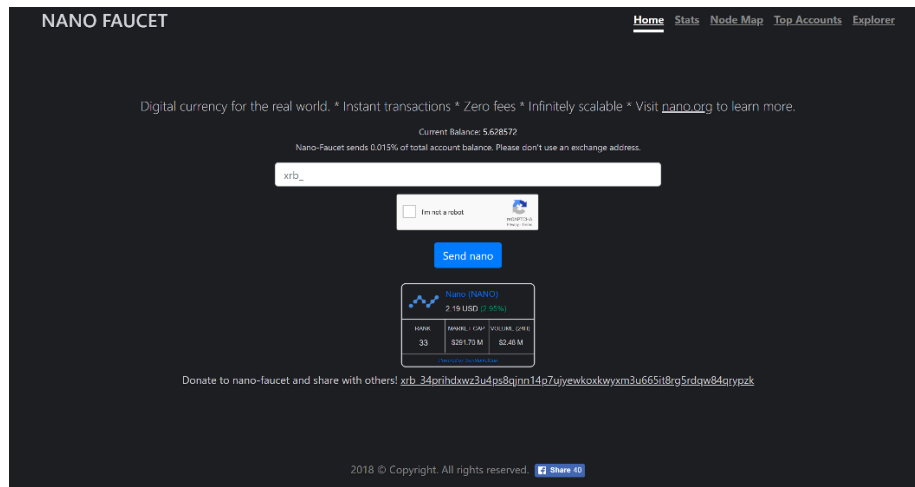 NANO FAUCET
Home Stats Node Map Top Accounts Explorer
Digital currency for the real world. * Instant transactions * Zero fees * Infinitely scalable * Visit nano.org to learn more.
Current Balance: 5.628572
Nano-Faucet sends 0.015% of total account balance. Please don't use an exchange address.
xrb_
I'm not a robot
reCAPTCHA
Privacy - Terms
Send nano
Nano (NANO)
2.19 USD (2.95%)
RANK MARKET CAP VOLUME (24H)
33 $291.70 M $2.48 M
Donate to nano-faucet and share with others! xrb_34prihdxwz3u4ps8qjnn14p7ujyewkoxkwyxm3u665it8rg5rdqw84qrypzk
2018 © Copyright. All rights reserved. Share 40